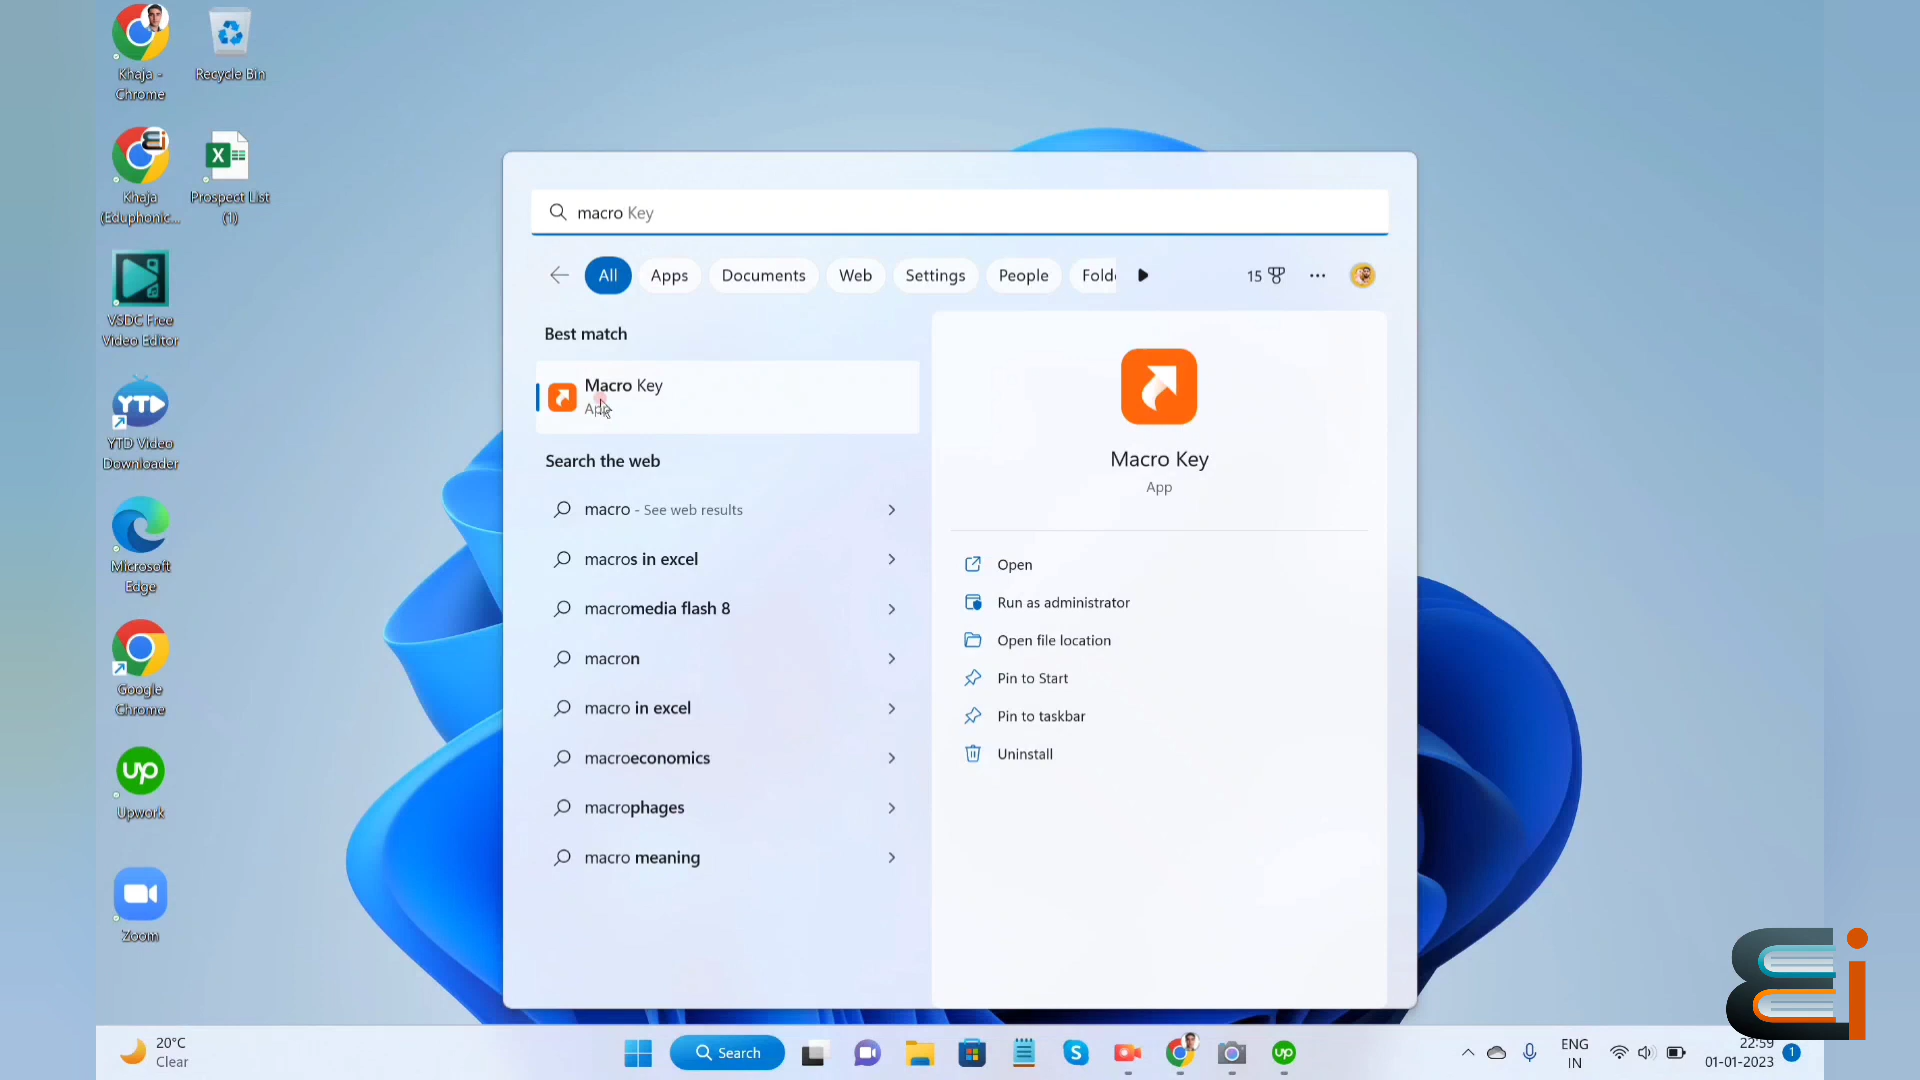 Khaja -
Chrome
Recycle Bin
Khaja
(Eduphonic...
Prospect List
(1)
VSDC Free
Video Editor
YTD
YTD Video
Downloader
Microsoft
Edge
Google
Chrome
up
Upwork
Zoom
macro Key
All
Apps
Documents
Web
Settings
People
Fold
15
Best match
Macro Key
App
Search the web
macro - See web results
macros in excel
macromedia flash 8
macron
macro in excel
macroeconomics
macrophages
macro meaning
Macro Key
App
Open
Run as administrator
Open file location
Pin to Start
Pin to taskbar
Uninstall
20°C
Clear
Search
up
ENG
IN
22:59
01-01-2023
1